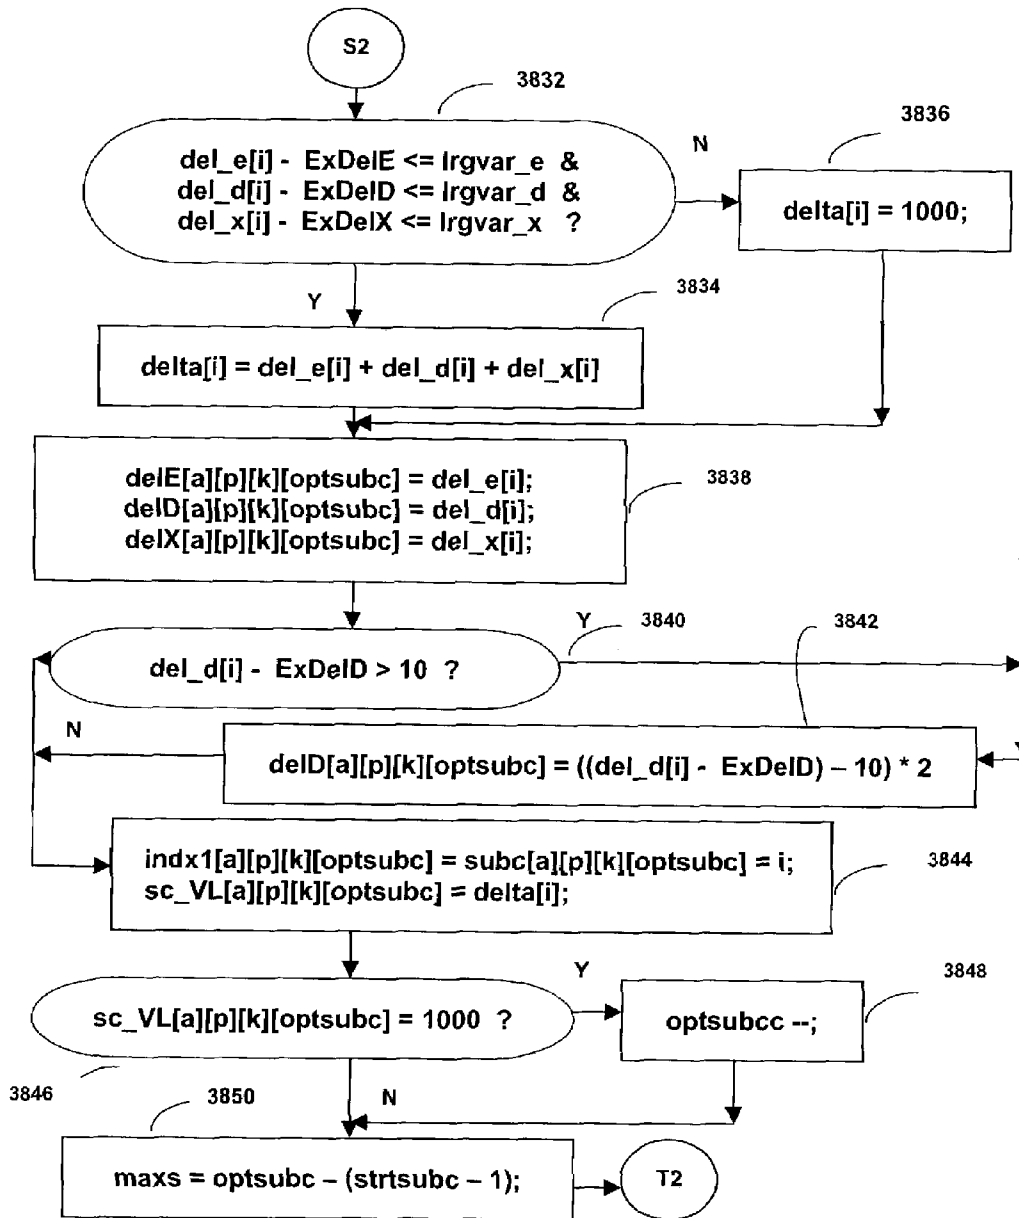 S2
3832
del_e[i] - ExDelE <= lrgvar_e &
del_d[i] - ExDelD <= lrgvar_d &
del_x[i] - ExDelX <= lrgvar_x ?
N
3836
delta[i] = 1000;
Y
3834
delta[i] = del_e[i] + del_d[i] + del_x[i]
delE[a][p][k][optsubc] = del_e[i];
delD[a][p][k][optsubc] = del_d[i];
delX[a][p][k][optsubc] = del_x[i];
3838
Y
3840
3842
del_d[i] - ExDelD > 10 ?
N
delD[a][p][k][optsubc] = ((del_d[i] - ExDelD) – 10) * 2
indx1[a][p][k][optsubc] = subc[a][p][k][optsubc] = i;
sc_VL[a][p][k][optsubc] = delta[i];
3844
Y
sc_VL[a][p][k][optsubc] = 1000 ?
3848
optsubcc --;
3846
3850
N
maxs = optsubc – (strtsubc – 1);
T2